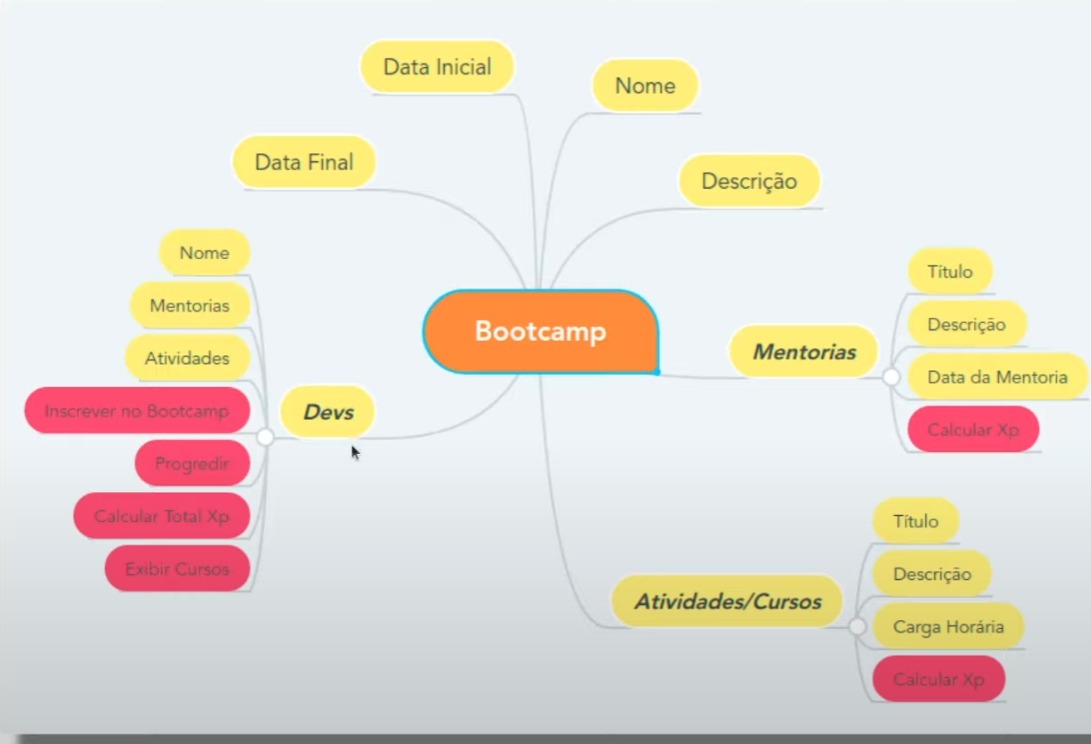 Data Inicial
Nome
Data Final
Descrição
Bootcamp
Nome
Mentorias
Atividades
Inscrever no Bootcamp
Progredir
Calcular Total Xp
Exibir Cursos
Devs
Mentorias
Título
Descrição
Data da Mentoria
Calcular Xp
Atividades/Cursos
Título
Descrição
Carga Horária
Calcular Xp